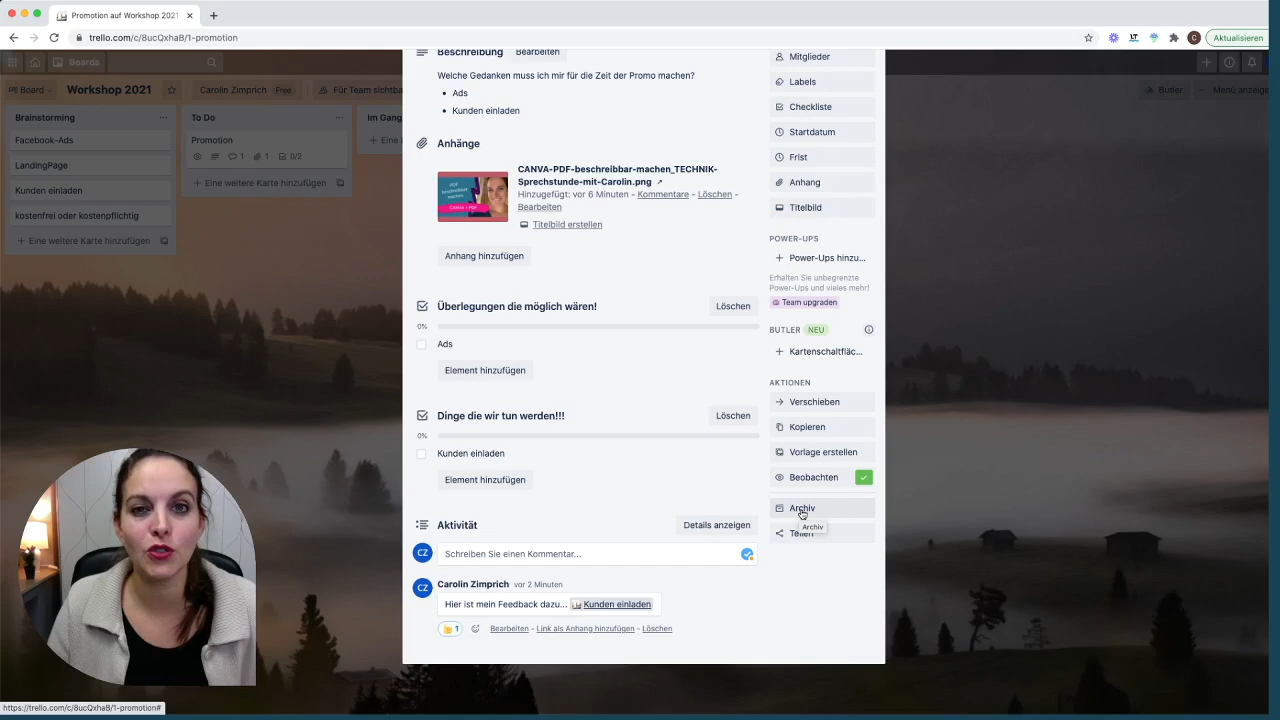 Promotion auf Workshop 2021
trello.com/c/8ucQxhaB/1-promotion
Aktualisieren
Boards
Board
Workshop 2021
Carolin Zimprich
Free
Für Team sichtba
Butler
Menü anzeige
Brainstorming
Facebook-Ads
LandingPage
Kunden einladen
kostenfrei oder kostenpflichtig
+ Eine weitere Karte hinzufügen
To Do
Promotion
1
1
0/2
+ Eine weitere Karte hinzufügen
Im Gang
+ Eine
Beschreibung
Bearbeiten
Welche Gedanken muss ich mir für die Zeit der Promo machen?
• Ads
• Kunden einladen
Anhänge
CANVA-PDF-beschreibbar-machen_TECHNIK-
Sprechstunde-mit-Carolin.png ↗
Hinzugefügt: vor 6 Minuten - Kommentare - Löschen -
Bearbeiten
Titelbild erstellen
PDF
beschreibbar
machen
CANVA + PDF
Anhang hinzufügen
Überlegungen die möglich wären!
Löschen
0%
Ads
Element hinzufügen
Dinge die wir tun werden!!!
Löschen
0%
Kunden einladen
Element hinzufügen
Aktivität
Details anzeigen
CZ
Schreiben Sie einen Kommentar...
CZ
Carolin Zimprich vor 2 Minuten
Hier ist mein Feedback dazu... Kunden einladen
1
Bearbeiten - Link als Anhang hinzufügen - Löschen
Mitglieder
Labels
Checkliste
Startdatum
Frist
Anhang
Titelbild
POWER-UPS
+ Power-Ups hinzu...
Erhalten Sie unbegrenzte
Power-Ups und vieles mehr!
Team upgraden
BUTLER NEU
+ Kartenschaltfläc...
AKTIONEN
Verschieben
Kopieren
Vorlage erstellen
Beobachten
Archiv
Archiv
Teilen
https://trello.com/c/8ucQxhaB/1-promotion#